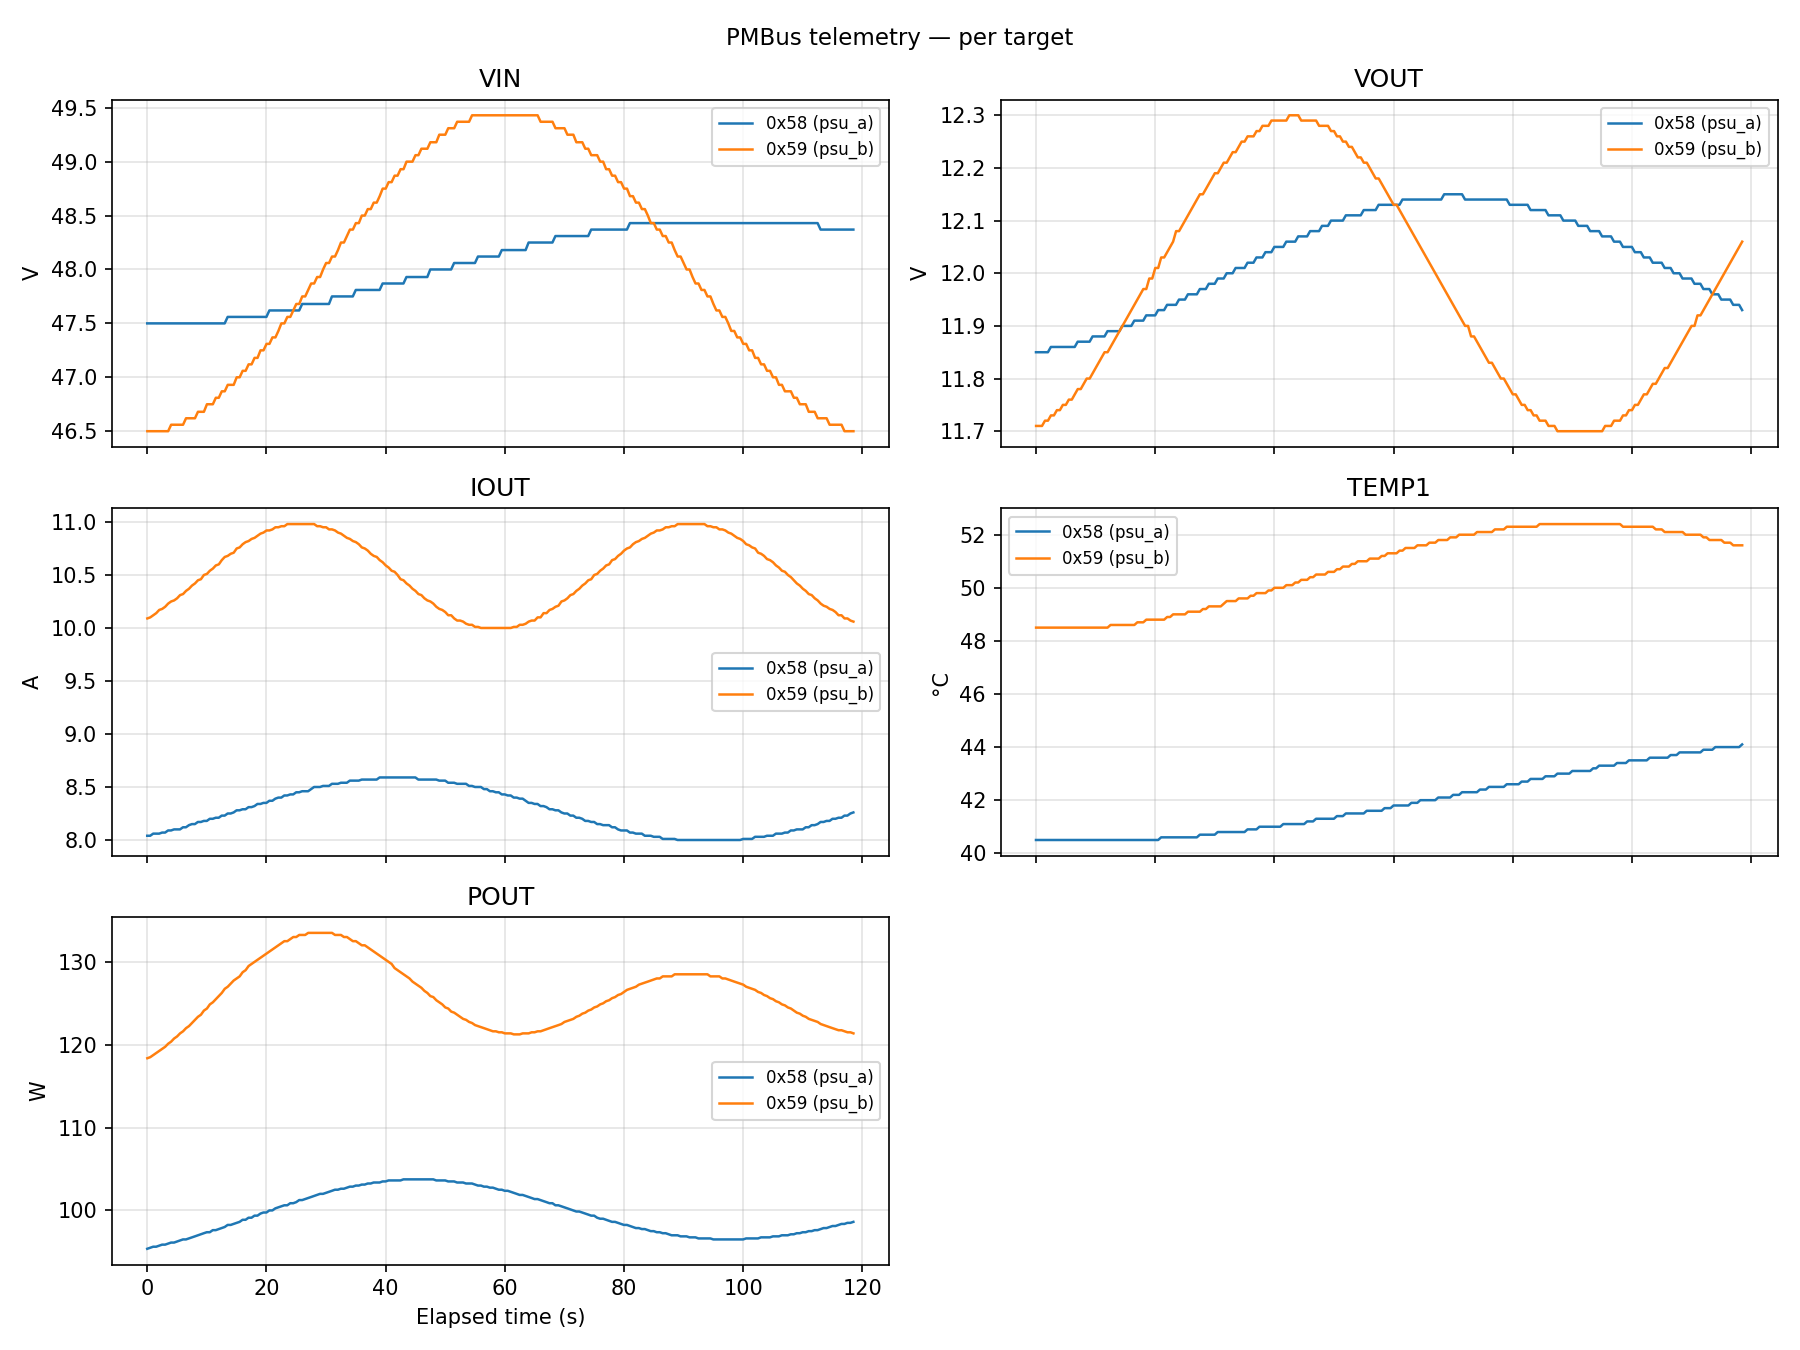 PMBus telemetry — per target
VIN
49.5
49.0
48.5
48.0
47.5
47.0
46.5
V
0x58 (psu_a)
0x59 (psu_b)
VOUT
12.3
12.2
12.1
12.0
11.9
11.8
11.7
V
0x58 (psu_a)
0x59 (psu_b)
IOUT
11.0
10.5
10.0
9.5
9.0
8.5
8.0
A
0x58 (psu_a)
0x59 (psu_b)
TEMP1
52
50
48
46
44
42
40
°C
0x58 (psu_a)
0x59 (psu_b)
POUT
130
120
110
100
W
0x58 (psu_a)
0x59 (psu_b)
0 20 40 60 80 100 120
Elapsed time (s)